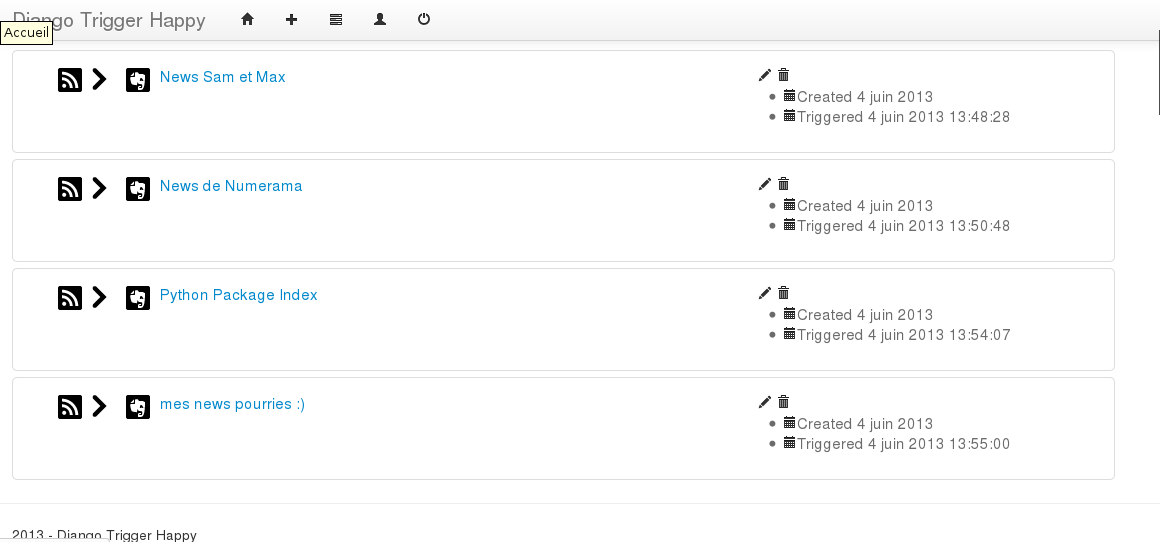 Django Trigger Happy
Accueil
News Sam et Max
Created 4 juin 2013
Triggered 4 juin 2013 13:48:28
News de Numerama
Created 4 juin 2013
Triggered 4 juin 2013 13:50:48
Python Package Index
Created 4 juin 2013
Triggered 4 juin 2013 13:54:07
mes news pourries :)
Created 4 juin 2013
Triggered 4 juin 2013 13:55:00
2013 - Django Trigger Happy